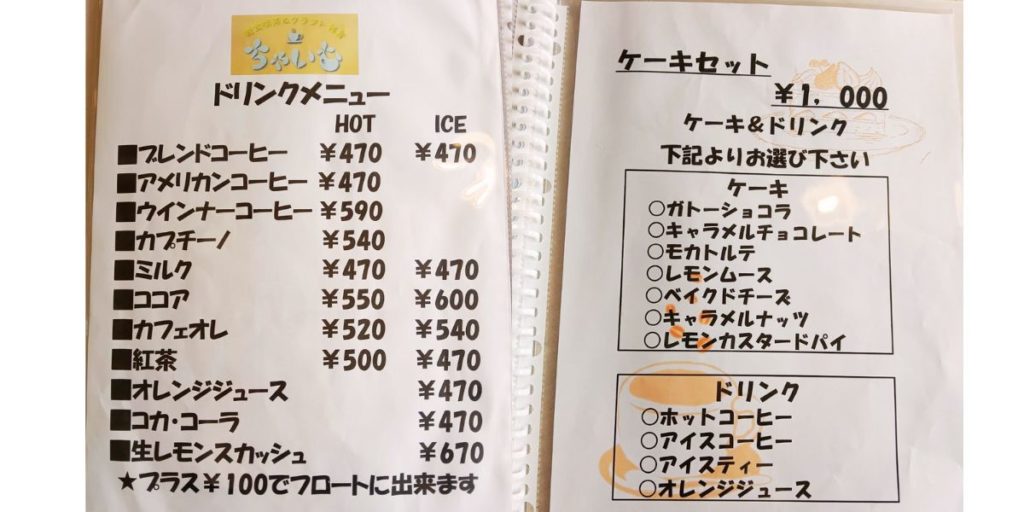 ちゃいむ
ドリンクメニュー
HOT ICE
■ブレンドコーヒー ¥470 ¥470
■アメリカンコーヒー ¥470
■ウインナーコーヒー ¥590
■カプチーノ ¥540
■ミルク ¥470 ¥470
■ココア ¥550 ¥600
■カフェオレ ¥520 ¥540
■紅茶 ¥500 ¥470
■オレンジジュース ¥470
■コカ・コーラ ¥470
■生レモンスカッシュ ¥670
★プラス¥100でフロートに出来ます
ケーキセット
¥1,000
ケーキ&ドリンク
下記よりお選び下さい
ケーキ
○ガトーショコラ
○キャラメルチョコレート
○モカトルテ
○レモンムース
○ベイクドチーズ
○キャラメルナッツ
○レモンカスタードパイ
ドリンク
○ホットコーヒー
○アイスコーヒー
○アイスティー
○オレンジジュース